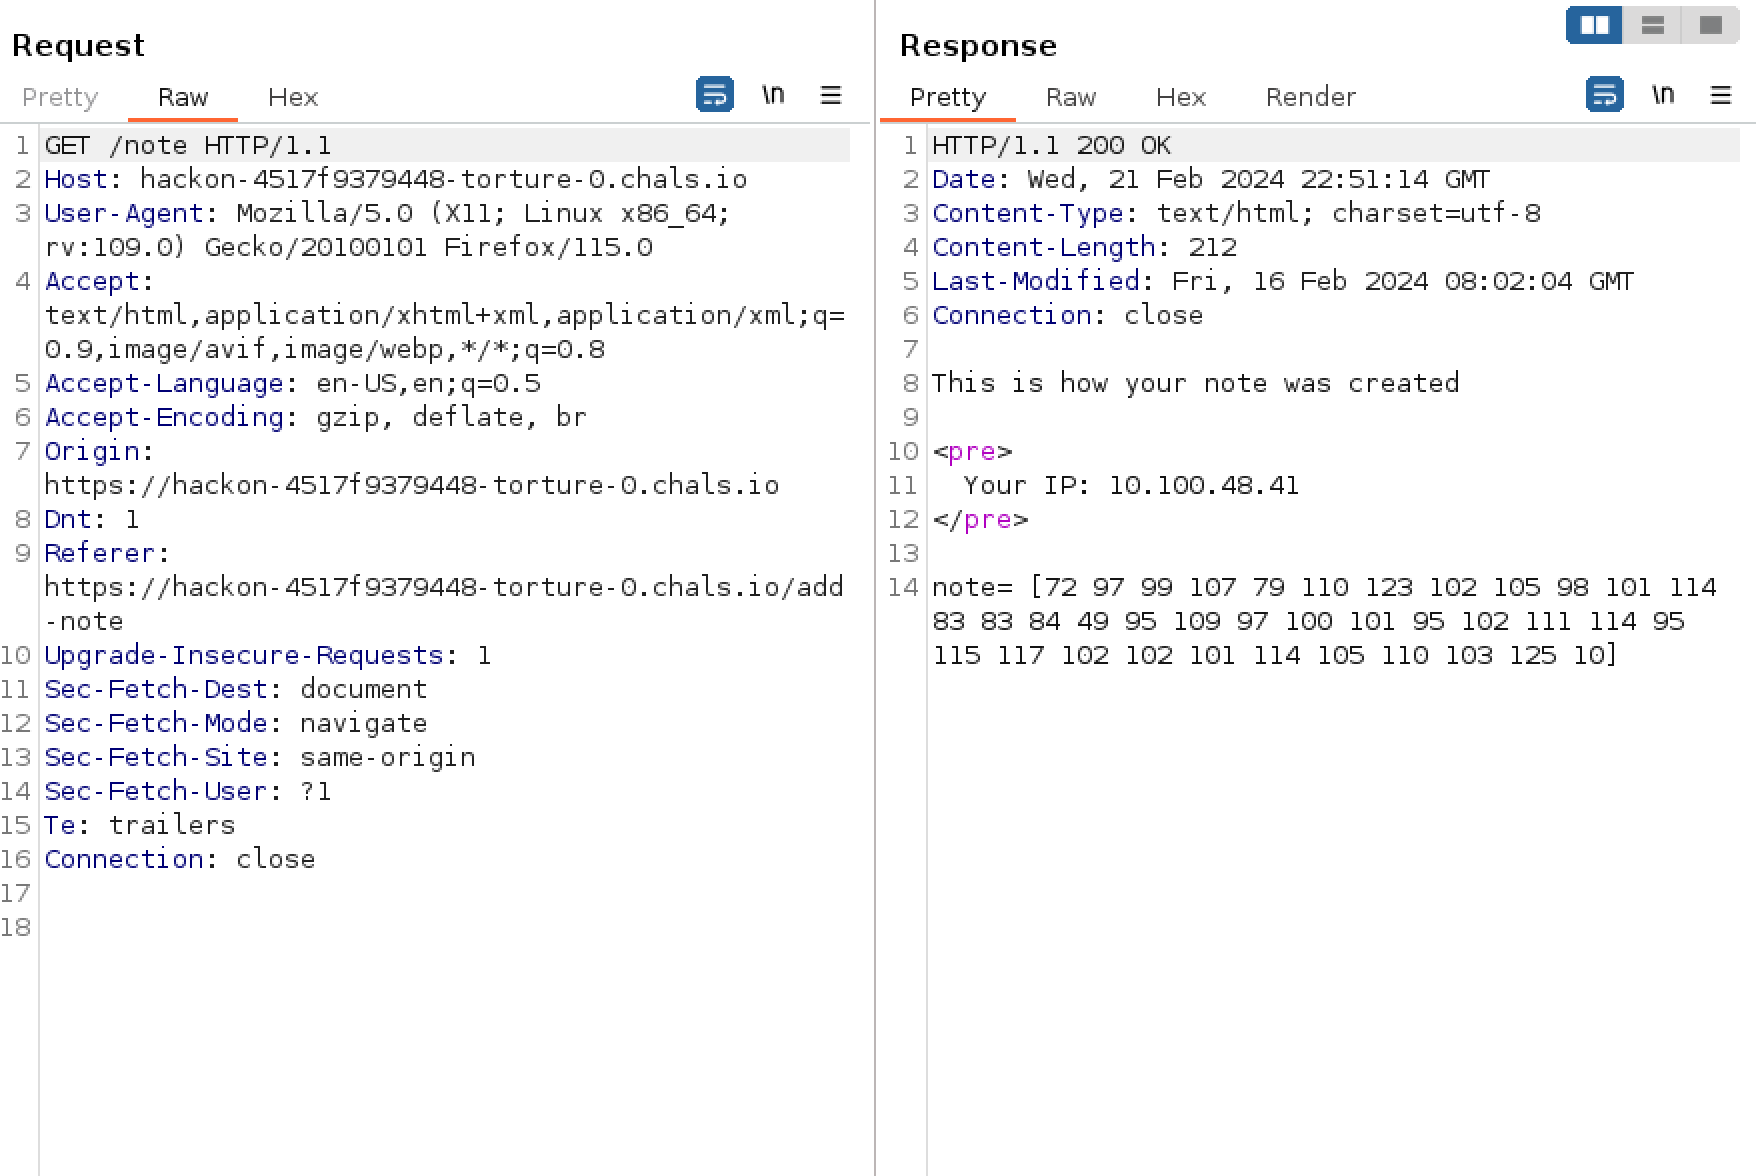 Request
Pretty Raw Hex \n
1 GET /note HTTP/1.1
2 Host: hackon-4517f9379448-torture-0.chals.io
3 User-Agent: Mozilla/5.0 (X11; Linux x86_64;
rv:109.0) Gecko/20100101 Firefox/115.0
4 Accept:
text/html,application/xhtml+xml,application/xml;q=
0.9,image/avif,image/webp,*/*;q=0.8
5 Accept-Language: en-US,en;q=0.5
6 Accept-Encoding: gzip, deflate, br
7 Origin:
https://hackon-4517f9379448-torture-0.chals.io
8 Dnt: 1
9 Referer:
https://hackon-4517f9379448-torture-0.chals.io/add
-note
10 Upgrade-Insecure-Requests: 1
11 Sec-Fetch-Dest: document
12 Sec-Fetch-Mode: navigate
13 Sec-Fetch-Site: same-origin
14 Sec-Fetch-User: ?1
15 Te: trailers
16 Connection: close
17
18
Response
Pretty Raw Hex Render \n
1 HTTP/1.1 200 OK
2 Date: Wed, 21 Feb 2024 22:51:14 GMT
3 Content-Type: text/html; charset=utf-8
4 Content-Length: 212
5 Last-Modified: Fri, 16 Feb 2024 08:02:04 GMT
6 Connection: close
7
8 This is how your note was created
9
10 <pre>
11 Your IP: 10.100.48.41
12 </pre>
13
14 note= [72 97 99 107 79 110 123 102 105 98 101 114
83 83 84 49 95 109 97 100 101 95 102 111 114 95
115 117 102 102 101 114 105 110 103 125 10]